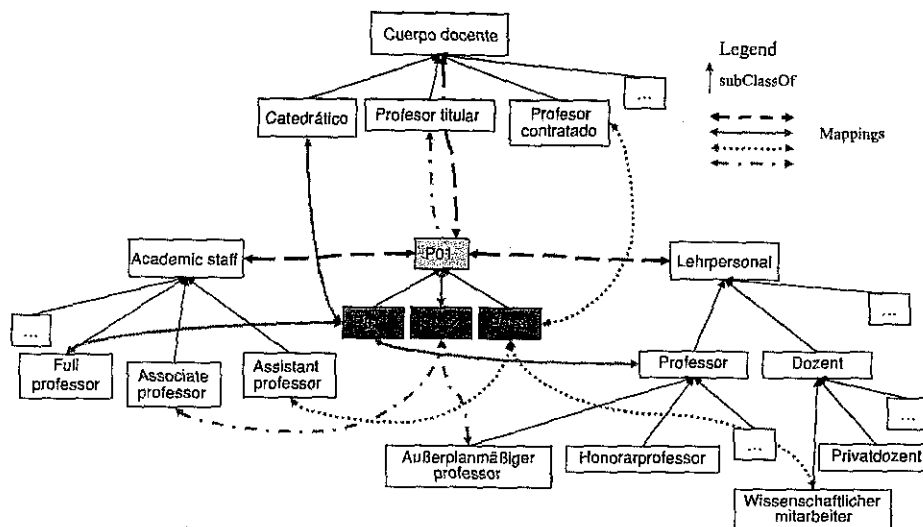 Cuerpo docente
Legend
subClassOf
...
Catedrático
Profesor titular
Profesor
contratado
Mappings
P01
Academic staff
Lehrpersonal
...
...
Full
professor
Associate
professor
Assistant
professor
Professor
Dozent
...
...
Außerplanmäßiger
professor
Honorarprofessor
Privatdozent
Wissenschaftlicher
mitarbeiter